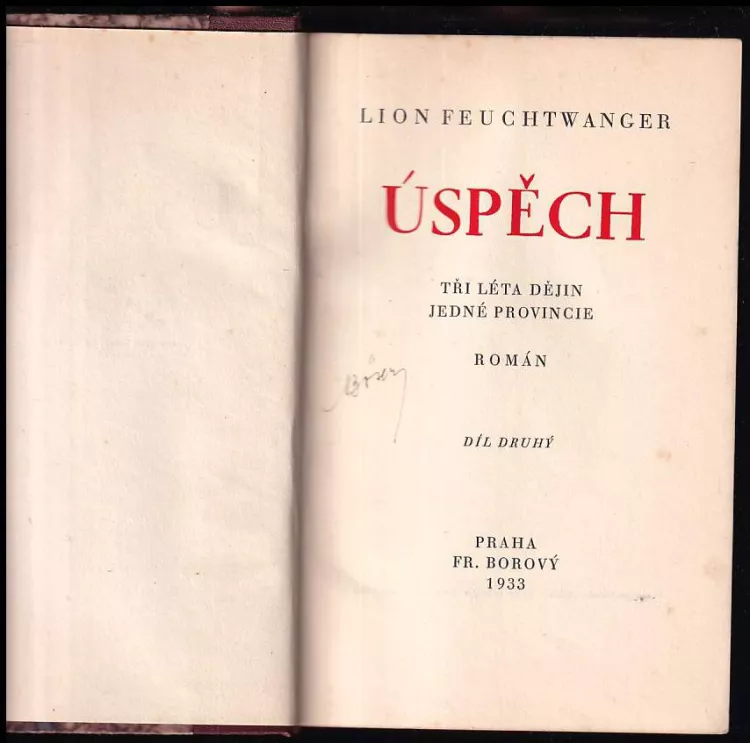 LION FEUCHTWANGER
ÚSPĚCH
TŘI LÉTA DĚJIN
JEDNÉ PROVINCIE
ROMÁN
DÍL DRUHÝ
PRAHA
FR. BOROVÝ
1933